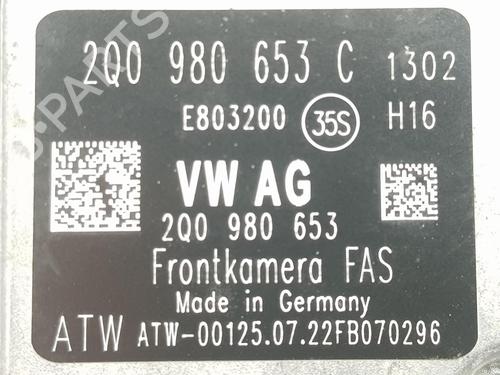 2Q0 980 653 C 1302
E803200 35S H16
VW AG
2Q0 980 653
Frontkamera FAS
Made in Germany
ATW ATW-00125.07.22FB070296